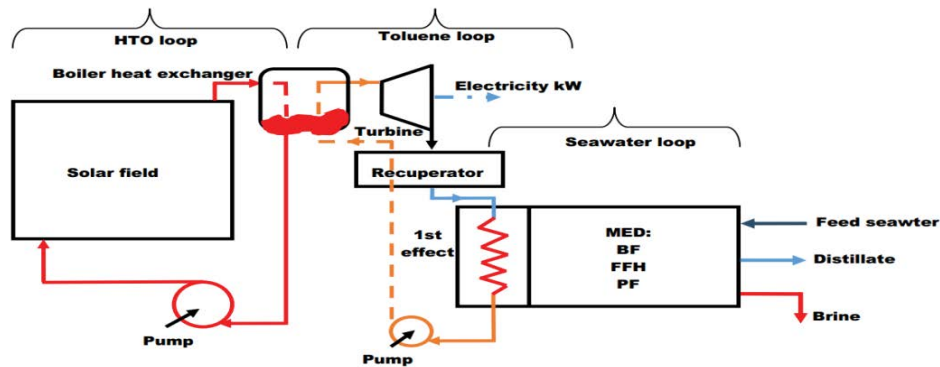 HTO loop
Toluene loop
Boiler heat exchanger
Electricity kW
Turbine
Seawater loop
Solar field
Recuperator
1st
effect
MED:
BF
FFH
PF
Feed seawter
Distillate
Brine
Pump
Pump